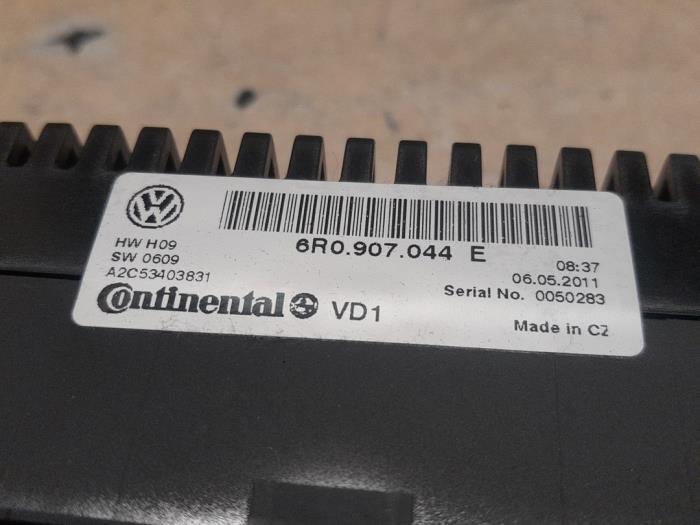 VW
6R0.907.044 E
HW H09
SW 0609
A2C53403831
08:37
06.05.2011
Serial No. 0050283
Continental VD1
Made in CZ